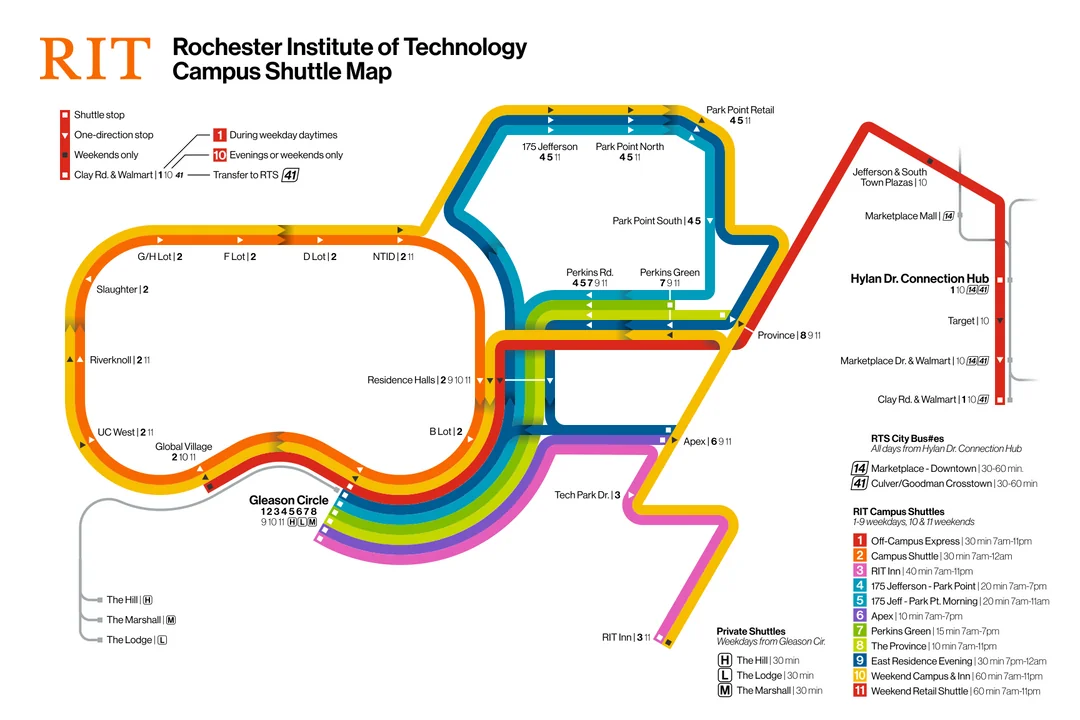 RIT
Rochester Institute of Technology
Campus Shuttle Map
Shuttle stop
One-direction stop
Weekends only
Clay Rd. & Walmart | 1 10 41
1 During weekday daytimes
10 Evenings or weekends only
Transfer to RTS 41
175 Jefferson
4 5 11
Park Point North
4 5 11
Park Point Retail
4 5 11
Park Point South | 4 5
Perkins Rd.
4 5 7 9 11
Perkins Green
7 9 11
Province | 8 9 11
G/H Lot | 2
F Lot | 2
D Lot | 2
NTID | 2 11
Slaughter | 2
Riverknoll | 2 11
UC West | 2 11
Global Village
2 10 11
Residence Halls | 2 9 10 11
B Lot | 2
Gleason Circle
1 2 3 4 5 6 7 8
9 10 11 H L M
Apex | 6 9 11
Tech Park Dr. | 3
RIT Inn | 3 11
The Hill | H
The Marshall | M
The Lodge | L
Jefferson & South
Town Plazas | 10
Marketplace Mall | 14
Hylan Dr. Connection Hub
1 10 14 41
Target | 10
Marketplace Dr. & Walmart | 10 14 41
Clay Rd. & Walmart | 1 10 41
RTS City Bus#es
All days from Hylan Dr. Connection Hub
14 Marketplace - Downtown | 30-60 min.
41 Culver/Goodman Crosstown | 30-60 min
RIT Campus Shuttles
1-9 weekdays, 10 & 11 weekends
1 Off-Campus Express | 30 min 7am-11pm
2 Campus Shuttle | 30 min 7am-12am
3 RIT Inn | 40 min 7am-11pm
4 175 Jefferson - Park Point | 20 min 7am-7pm
5 175 Jeff - Park Pt. Morning | 20 min 7am-11am
6 Apex | 10 min 7am-7pm
7 Perkins Green | 15 min 7am-7pm
8 The Province | 10 min 7am-11pm
9 East Residence Evening | 30 min 7pm-12am
10 Weekend Campus & Inn | 60 min 7am-11pm
11 Weekend Retail Shuttle | 60 min 7am-11pm
Private Shuttles
Weekdays from Gleason Cir.
H The Hill | 30 min
L The Lodge | 30 min
M The Marshall | 30 min